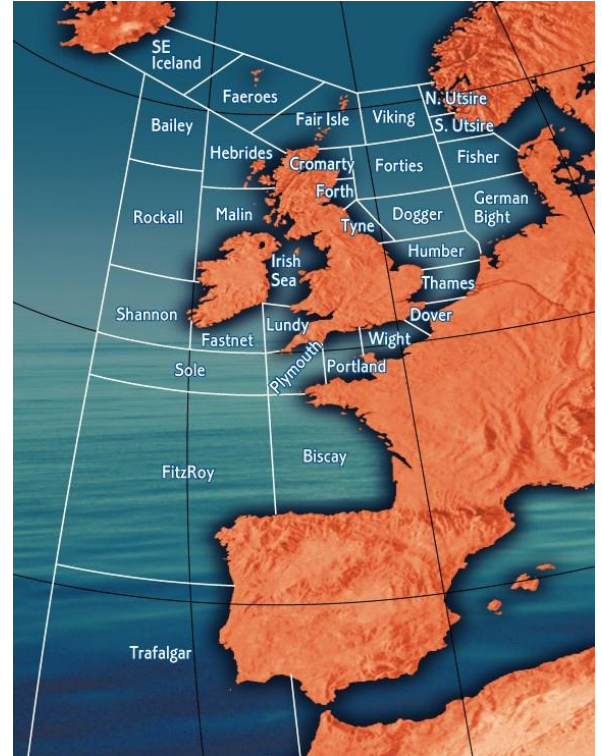 SE
Iceland
Faeroes
Bailey
Fair Isle
Viking
N. Utsire
S. Utsire
Hebrides
Cromarty
Forties
Fisher
Forth
Rockall
Malin
Tyne
Dogger
German
Bight
Irish
Sea
Humber
Thames
Shannon
Fastnet
Lundy
Dover
Wight
Sole
Plymouth
Portland
FitzRoy
Biscay
Trafalgar